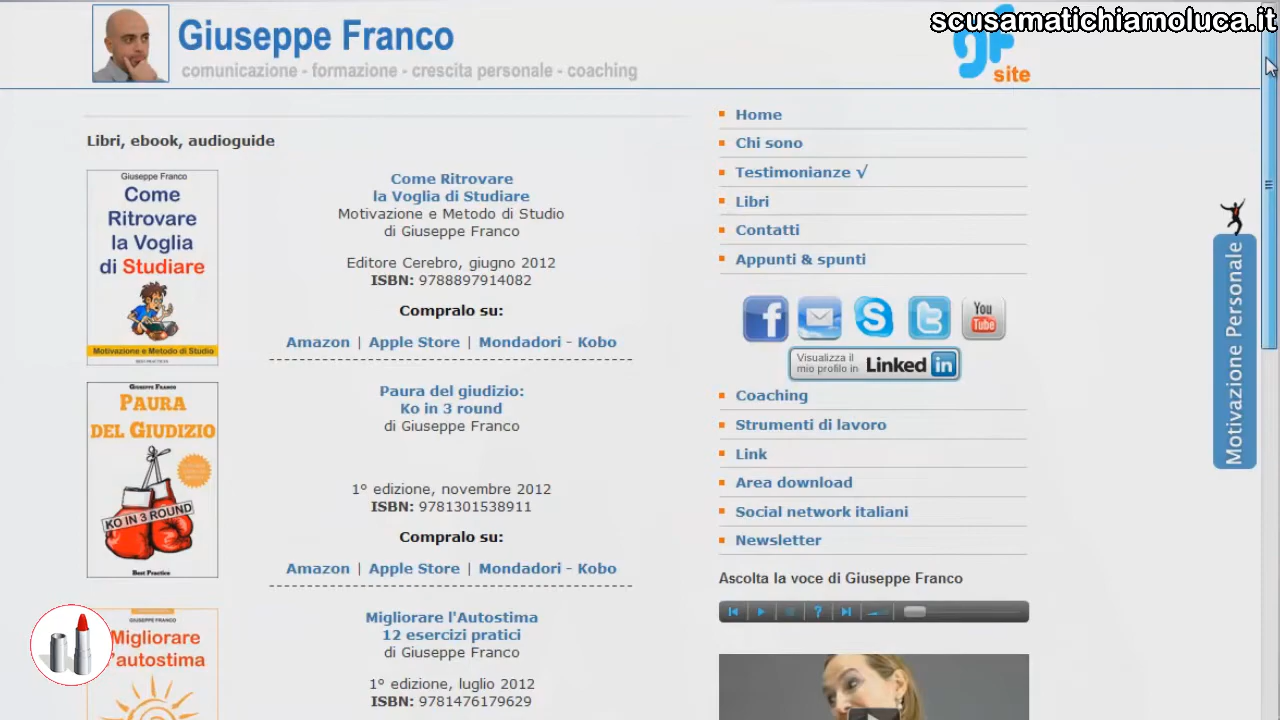 scusamatichiamoluca.it
Giuseppe Franco
comunicazione - formazione - crescita personale - coaching
gf
site
Libri, ebook, audioguide
Giuseppe Franco
Come
Ritrovare
la Voglia
di Studiare
Motivazione e Metodo di Studio
Come Ritrovare
la Voglia di Studiare
Motivazione e Metodo di Studio
di Giuseppe Franco
Editore Cerebro, giugno 2012
ISBN: 9788897914082
Compralo su:
Amazon | Apple Store | Mondadori - Kobo
Giuseppe Franco
PAURA
DEL GIUDIZIO
KO IN 3 ROUND
Best Practice
Paura del giudizio:
Ko in 3 round
di Giuseppe Franco
1° edizione, novembre 2012
ISBN: 9781301538911
Compralo su:
Amazon | Apple Store | Mondadori - Kobo
GIUSEPPE FRANCO
Migliorare
l'autostima
Migliorare l'Autostima
12 esercizi pratici
di Giuseppe Franco
1° edizione, luglio 2012
ISBN: 9781476179629
Home
Chi sono
Testimonianze √
Libri
Contatti
Appunti & spunti
You
Tube
Visualizza il
mio profilo in
Linked in
Coaching
Strumenti di lavoro
Link
Area download
Social network italiani
Newsletter
Ascolta la voce di Giuseppe Franco
Motivazione Personale